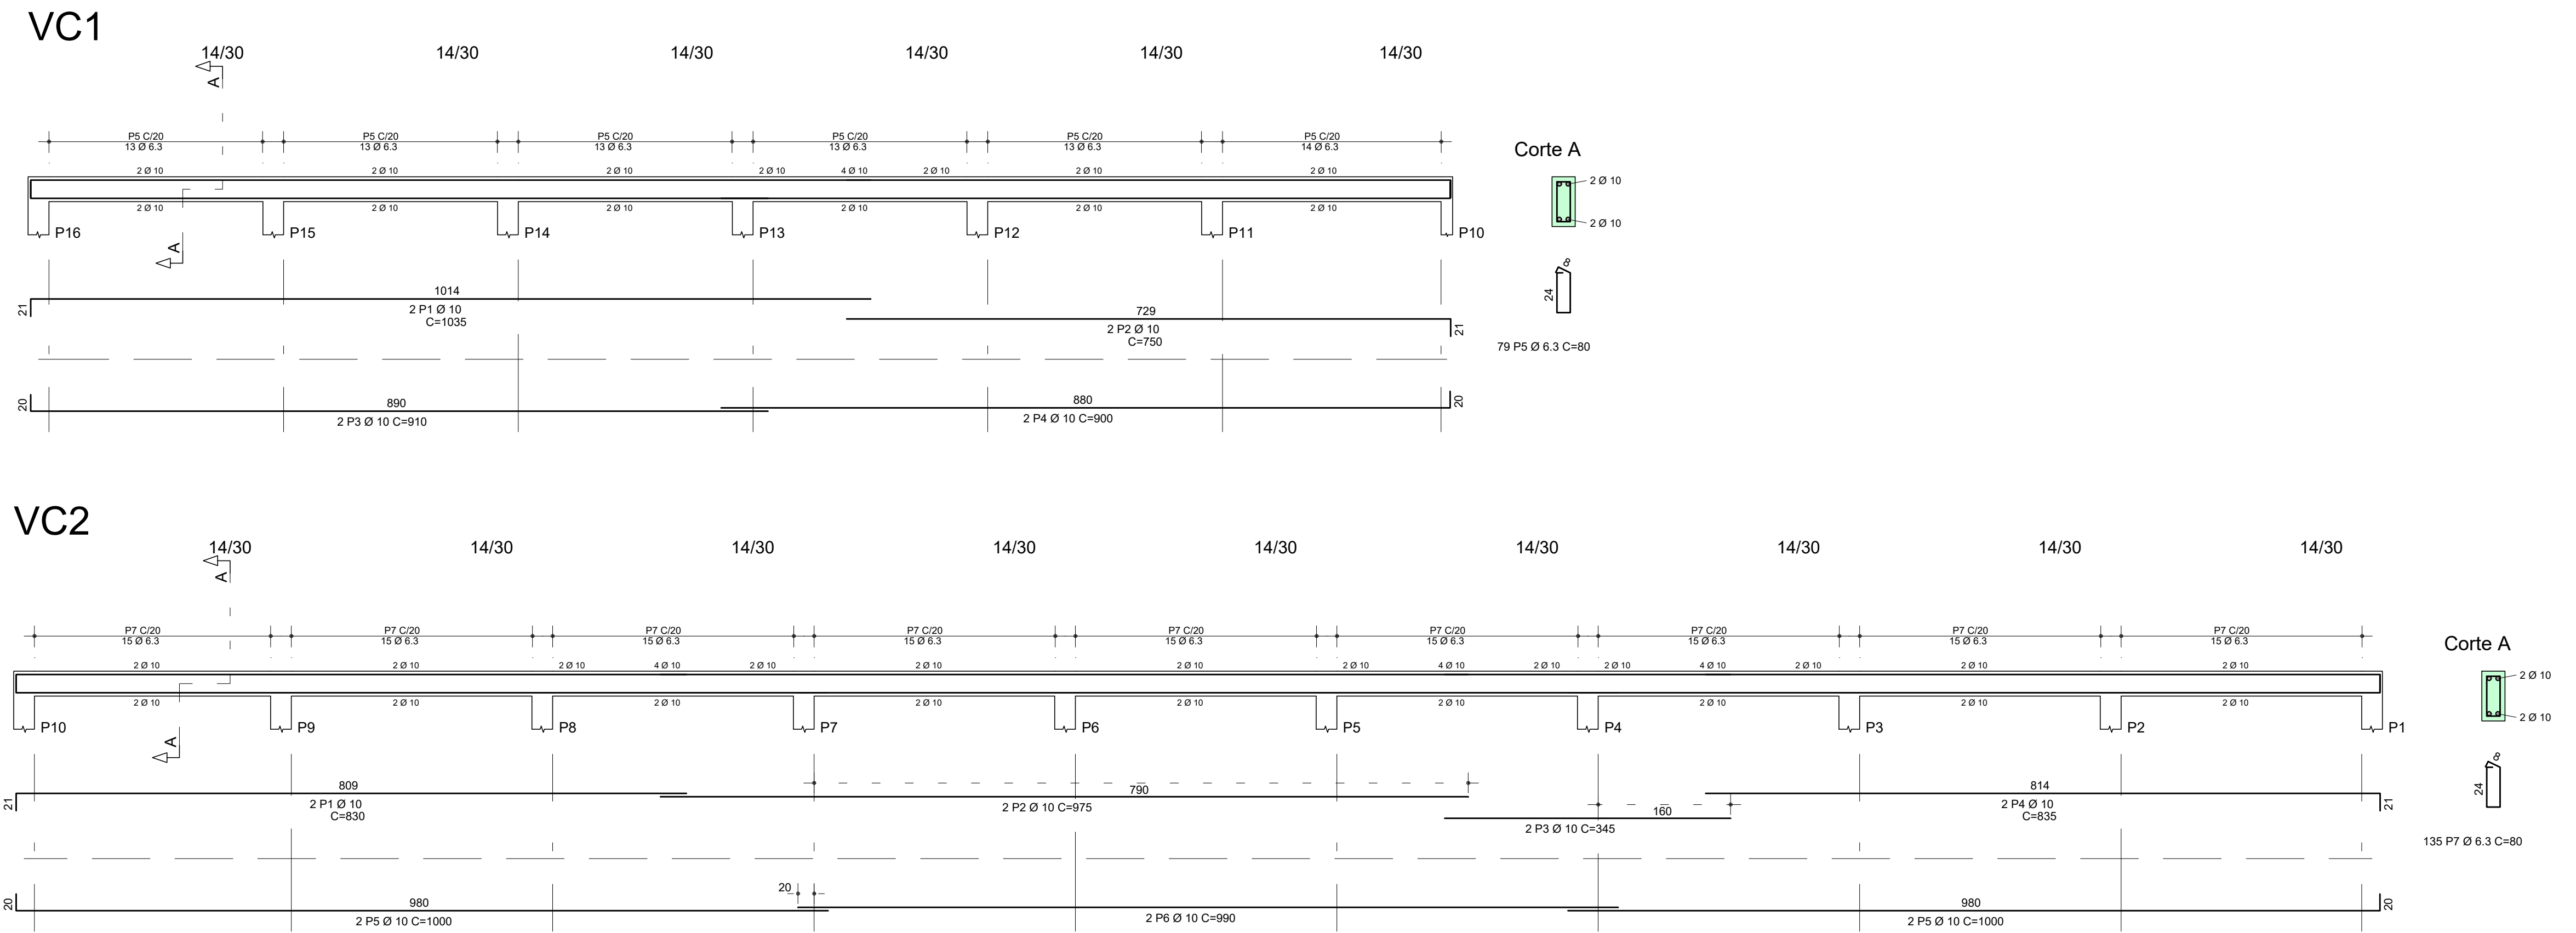 VC1
14/30 14/30 14/30 14/30 14/30 14/30
A
P5 C/20 P5 C/20 P5 C/20 P5 C/20 P5 C/20 P5 C/20
13 Ø 6.3 13 Ø 6.3 13 Ø 6.3 13 Ø 6.3 13 Ø 6.3 14 Ø 6.3
Corte A
2 Ø 10 2 Ø 10 2 Ø 10 2 Ø 10 4 Ø 10 2 Ø 10 2 Ø 10 2 Ø 10
2 Ø 10
2 Ø 10 2 Ø 10 2 Ø 10 2 Ø 10 2 Ø 10 2 Ø 10
2 Ø 10
P16 P15 P14 P13 P12 P11 P10
A
8
24
1014
21
2 P1 Ø 10
C=1035
729
21
2 P2 Ø 10
C=750
79 P5 Ø 6.3 C=80
20
890
2 P3 Ø 10 C=910
880
20
2 P4 Ø 10 C=900
VC2
14/30 14/30 14/30 14/30 14/30 14/30 14/30 14/30 14/30
A
P7 C/20 P7 C/20 P7 C/20 P7 C/20 P7 C/20 P7 C/20 P7 C/20 P7 C/20 P7 C/20
15 Ø 6.3 15 Ø 6.3 15 Ø 6.3 15 Ø 6.3 15 Ø 6.3 15 Ø 6.3 15 Ø 6.3 15 Ø 6.3 15 Ø 6.3
Corte A
2 Ø 10 2 Ø 10 2 Ø 10 4 Ø 10 2 Ø 10 2 Ø 10 2 Ø 10 2 Ø 10 4 Ø 10 2 Ø 10 2 Ø 10 4 Ø 10 2 Ø 10 2 Ø 10 2 Ø 10
2 Ø 10
2 Ø 10 2 Ø 10 2 Ø 10 2 Ø 10 2 Ø 10 2 Ø 10 2 Ø 10 2 Ø 10 2 Ø 10
2 Ø 10
P10 P9 P8 P7 P6 P5 P4 P3 P2 P1
A
8
24
809
21
2 P1 Ø 10
C=830
790
2 P2 Ø 10 C=975
160
2 P3 Ø 10 C=345
814
21
2 P4 Ø 10
C=835
135 P7 Ø 6.3 C=80
20
980
2 P5 Ø 10 C=1000
20
2 P6 Ø 10 C=990
980
20
2 P5 Ø 10 C=1000